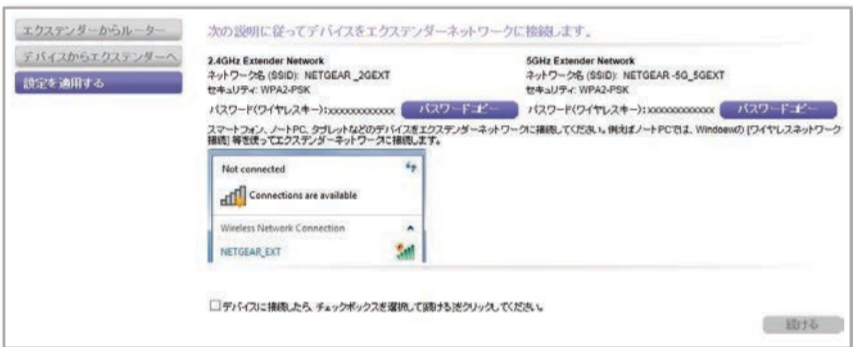 エクステンダーからルーター
デバイスからエクステンダーへ
設定を適用する
次の説明に従ってデバイスをエクステンダーネットワークに接続します。
2.4GHz Extender Network
ネットワーク名 (SSID): NETGEAR _2GEXT
セキュリティ: WPA2-PSK
パスワード(ワイヤレスキー):xxxxxxxxxxxx パスワードコピー
5GHz Extender Network
ネットワーク名 (SSID): NETGEAR -5G_5GEXT
セキュリティ: WPA2-PSK
パスワード(ワイヤレスキー):xxxxxxxxxxxx パスワードコピー
スマートフォン、ノートPC、タブレットなどのデバイスをエクステンダーネットワークに接続してください。例えばノートPCでは、Windoewの [ワイヤレスネットワーク
接続] 等を使ってエクステンダーネットワークに接続します。
Not connected
Connections are available
Wireless Network Connection
NETGEAR_EXT
デバイスに接続したら、チェックボックスを選択して[続ける]をクリックしてください。
続ける